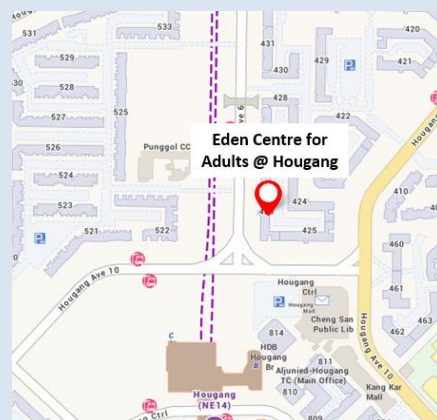 531
533
529
528
527
526
524
525
Punggol CC
521
522
Hougang Ave 10
Ave 6
431
430
428
429
420
421
422
Eden Centre for
Adults @ Hougang
424
425
410
460
461
462
463
Hougang
Ctrl
Hougang
Mall
Cheng San
Public Lib
Hougang Ave 10
814
HDB
Hougang
Br
811
Aljunied-Hougang
TC (Main Office)
810
Kang Kar
Mall
C
B
Hougang
(NE14)
Ctrl